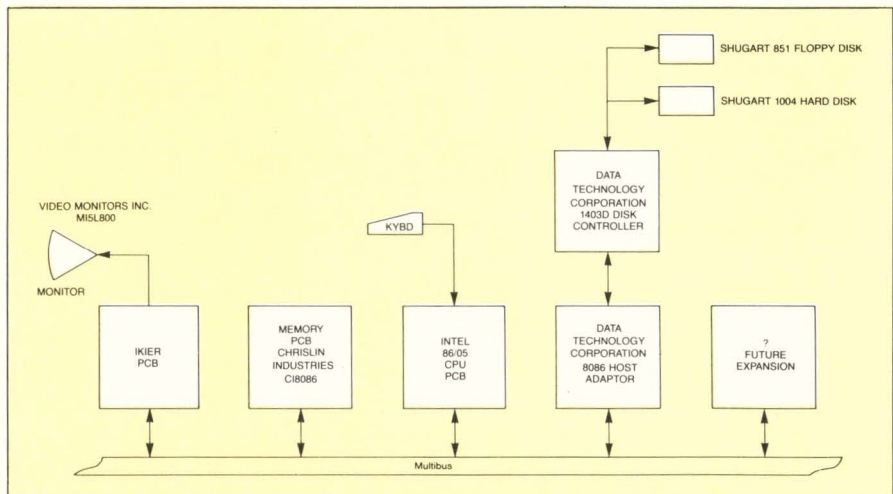 SHUGART 851 FLOPPY DISK
SHUGART 1004 HARD DISK
DATA
TECHNOLOGY
CORPORATION
1403D DISK
CONTROLLER
VIDEO MONITORS INC.
MI5L800
MONITOR
KYBD
IKIER
PCB
MEMORY
PCB
CHRISLIN
INDUSTRIES
CI8086
INTEL
86/05
CPU
PCB
DATA
TECHNOLOGY
CORPORATION
8086 HOST
ADAPTOR
?
FUTURE
EXPANSION
Multibus